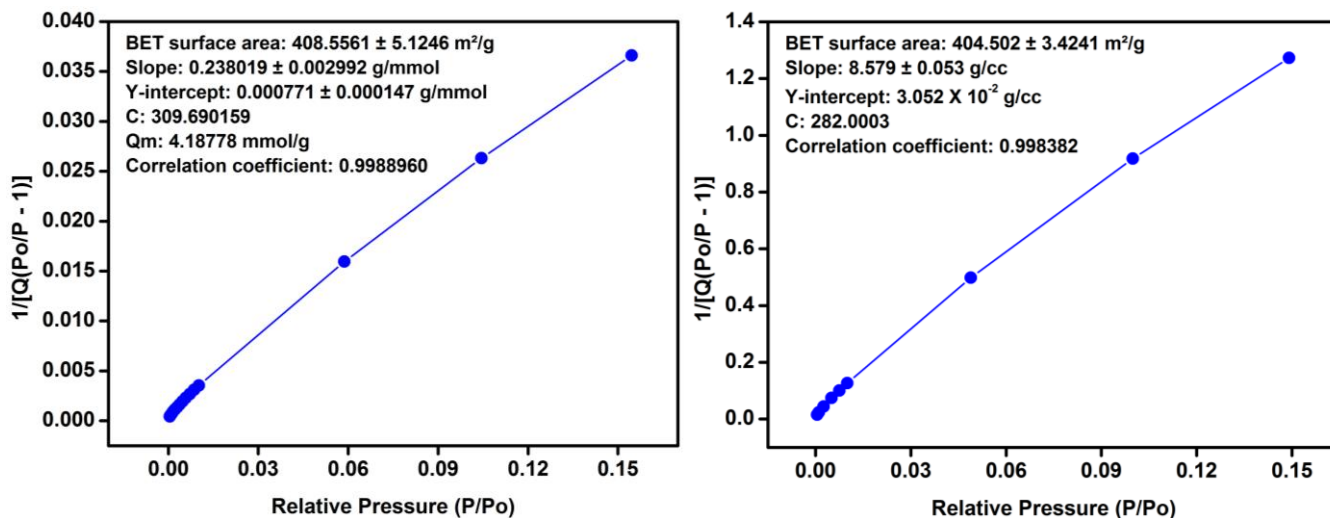 BET surface area: 408.5561 ± 5.1246 m²/g
Slope: 0.238019 ± 0.002992 g/mmol
Y-intercept: 0.000771 ± 0.000147 g/mmol
C: 309.690159
Qm: 4.18778 mmol/g
Correlation coefficient: 0.9988960
1/[Q(Po/P - 1)]
0.040
0.035
0.030
0.025
0.020
0.015
0.010
0.005
0.000
0.00 0.03 0.06 0.09 0.12 0.15
Relative Pressure (P/Po)
BET surface area: 404.502 ± 3.4241 m²/g
Slope: 8.579 ± 0.053 g/cc
Y-intercept: 3.052 X 10⁻² g/cc
C: 282.0003
Correlation coefficient: 0.998382
1/[Q(Po/P - 1)]
1.4
1.2
1.0
0.8
0.6
0.4
0.2
0.0
0.00 0.03 0.06 0.09 0.12 0.15
Relative Pressure (P/Po)